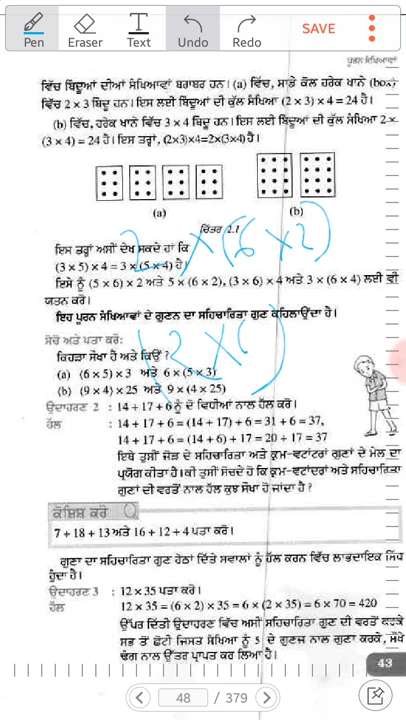 Pen Eraser Text Undo Redo SAVE
ਪੂਰਨ ਸੰਖਿਆਵਾਂ
ਵਿੱਚ ਬਿੰਦੂਆਂ ਦੀਆਂ ਸੰਖਿਆਵਾਂ ਬਰਾਬਰ ਹਨ। (a) ਵਿੱਚ, ਸਾਡੇ ਕੋਲ ਹਰੇਕ ਖਾਨੇ (box)
ਵਿੱਚ 2 × 3 ਬਿੰਦੂ ਹਨ। ਇਸ ਲਈ ਬਿੰਦੂਆਂ ਦੀ ਕੁੱਲ ਸੰਖਿਆ (2 × 3) × 4 = 24 ਹੈ।
(b) ਵਿੱਚ, ਹਰੇਕ ਖਾਨੇ ਵਿੱਚ 3 × 4 ਬਿੰਦੂ ਹਨ। ਇਸ ਲਈ ਬਿੰਦੂਆਂ ਦੀ ਕੁੱਲ ਸੰਖਿਆ 2 ×
(3 × 4) = 24 ਹੈ। ਇਸ ਤਰ੍ਹਾਂ, (2×3)×4=2×(3×4) ਹੈ।
(a) (b)
ਚਿੱਤਰ 2.1
× (6 × 2)
ਇਸ ਤਰ੍ਹਾਂ ਅਸੀਂ ਦੇਖ ਸਕਦੇ ਹਾਂ ਕਿ
(3 × 5) × 4 = 3 × (5 × 4) ਹੈ।
ਇਸੇ ਨੂੰ (5 × 6) × 2 ਅਤੇ 5 × (6 × 2), (3 × 6) × 4 ਅਤੇ 3 × (6 × 4) ਲਈ ਵੀ
ਯਤਨ ਕਰੋ।
ਇਹ ਪੂਰਨ ਸੰਖਿਆਵਾਂ ਦੇ ਗੁਣਨ ਦਾ ਸਹਿਚਾਰਿਤਾ ਗੁਣ ਕਹਿਲਾਉਂਦਾ ਹੈ।
ਸੋਚੋ ਅਤੇ ਪਤਾ ਕਰੋ:
ਕਿਹੜਾ ਸੌਖਾ ਹੈ ਅਤੇ ਕਿਉਂ ?
(a) (6 × 5) × 3 ਅਤੇ 6 × (5 × 3)
(b) (9 × 4) × 25 ਅਤੇ 9 × (4 × 25)
ਉਦਾਹਰਣ 2 : 14 + 17 + 6 ਨੂੰ ਦੋ ਵਿਧੀਆਂ ਨਾਲ ਹੱਲ ਕਰੋ।
ਹੱਲ : 14 + 17 + 6 = (14 + 17) + 6 = 31 + 6 = 37,
14 + 17 + 6 = (14 + 6) + 17 = 20 + 17 = 37
ਇਥੇ ਤੁਸੀਂ ਜੋੜ ਦੇ ਸਹਿਚਾਰਿਤਾ ਅਤੇ ਕ੍ਰਮ-ਵਟਾਂਦਰਾ ਗੁਣਾਂ ਦੇ ਮੇਲ ਦਾ
ਪ੍ਰਯੋਗ ਕੀਤਾ ਹੈ। ਕੀ ਤੁਸੀਂ ਸੋਚਦੇ ਹੋ ਕਿ ਕ੍ਰਮ-ਵਟਾਂਦਰਾਂ ਅਤੇ ਸਹਿਚਾਰਿਤਾ
ਗੁਣਾਂ ਦੀ ਵਰਤੋਂ ਨਾਲ ਹੱਲ ਕੁਝ ਸੌਖਾ ਹੋ ਜਾਂਦਾ ਹੈ ?
ਕੋਸ਼ਿਸ਼ ਕਰੋ
7 + 18 + 13 ਅਤੇ 16 + 12 + 4 ਪਤਾ ਕਰੋ।
ਗੁਣਾ ਦਾ ਸਹਿਚਾਰਿਤਾ ਗੁਣ ਹੇਠਾਂ ਦਿੱਤੇ ਸਵਾਲਾਂ ਨੂੰ ਹੱਲ ਕਰਨ ਵਿੱਚ ਲਾਭਦਾਇਕ ਸਿੱਧ
ਹੁੰਦਾ ਹੈ।
ਉਦਾਹਰਣ 3 : 12 × 35 ਪਤਾ ਕਰੋ।
ਹੱਲ 12 × 35 = (6 × 2) × 35 = 6 × (2 × 35) = 6 × 70 = 420
ਉੱਪਰ ਦਿੱਤੀ ਉਦਾਹਰਣ ਵਿੱਚ ਅਸੀਂ ਸਹਿਚਾਰਿਤਾ ਗੁਣ ਦੀ ਵਰਤੋਂ ਕਰਕੇ
ਸਭ ਤੋਂ ਛੋਟੀ ਜਿਸਤ ਸੰਖਿਆ ਨੂੰ 5 ਦੇ ਗੁਣਜ ਨਾਲ ਗੁਣਾ ਕਰਕੇ, ਸੌਖੇ
ਢੰਗ ਨਾਲ ਉੱਤਰ ਪ੍ਰਾਪਤ ਕਰ ਲਿਆ ਹੈ।
43
48 / 379